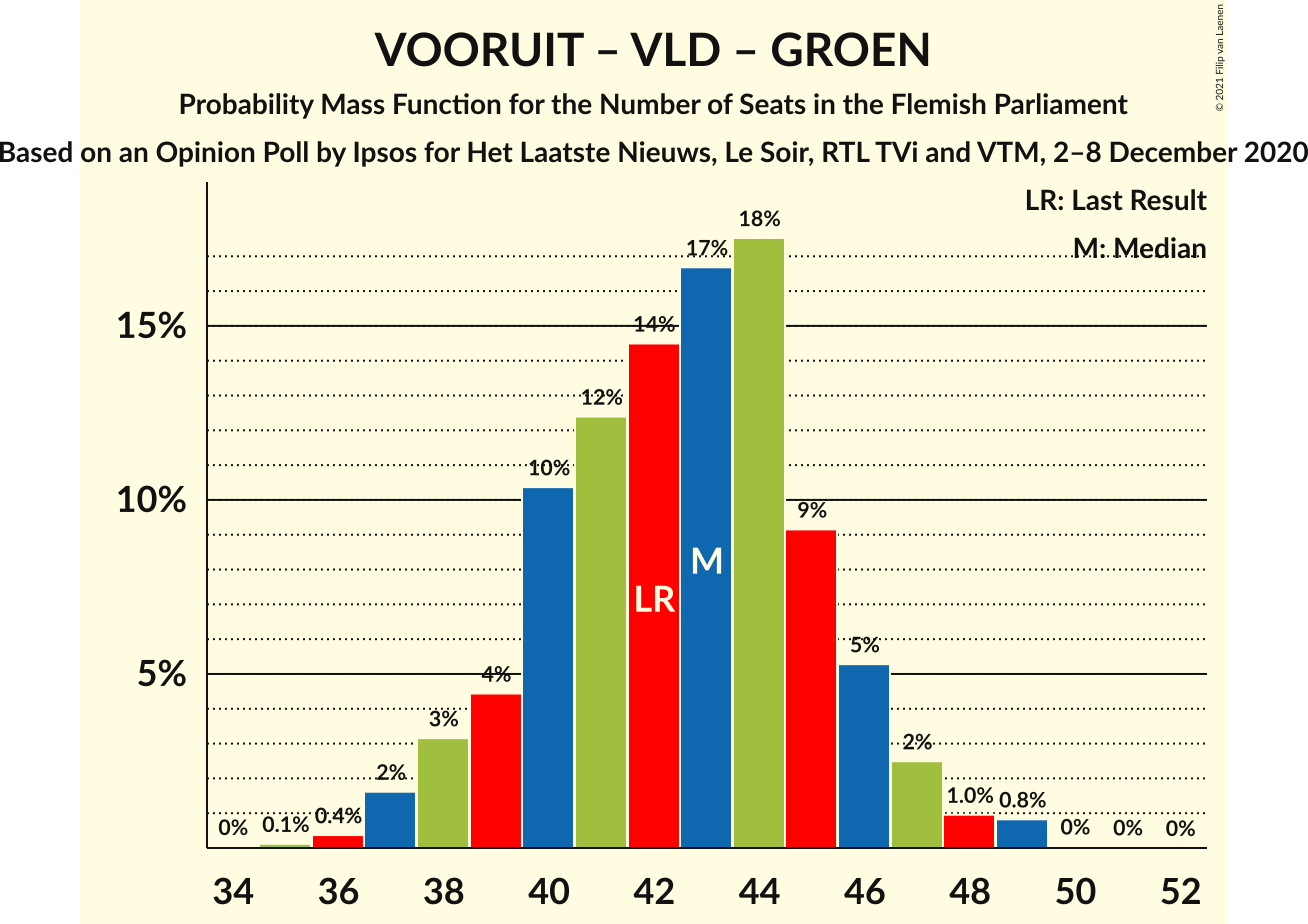 VOORUIT – VLD – GROEN
Probability Mass Function for the Number of Seats in the Flemish Parliament
Based on an Opinion Poll by Ipsos for Het Laatste Nieuws, Le Soir, RTL TVi and VTM, 2–8 December 2020
© 2021 Filip van Laenen
LR: Last Result
M: Median
15%
10%
5%
0%
0.1%
0.4%
2%
3%
4%
10%
12%
14%
17%
18%
9%
5%
2%
1.0%
0.8%
0%
0%
0%
LR
M
34 36 38 40 42 44 46 48 50 52